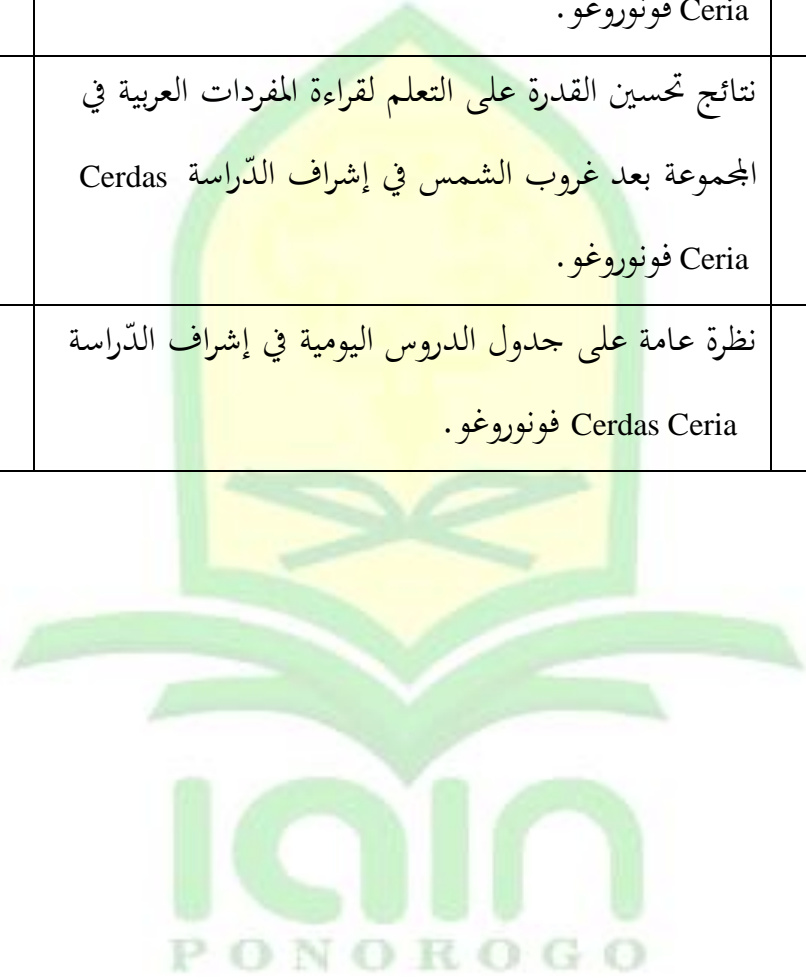 Ceria فونوروغو.
نتائج تحسين القدرة على التعلم لقراءة المفردات العربية في
المجموعة بعد غروب الشمس في إشراف الدّراسة Cerdas
Ceria فونوروغو.
نظرة عامة على جدول الدروس اليومية في إشراف الدّراسة
Cerdas Ceria فونوروغو.
iain
PONOROGO